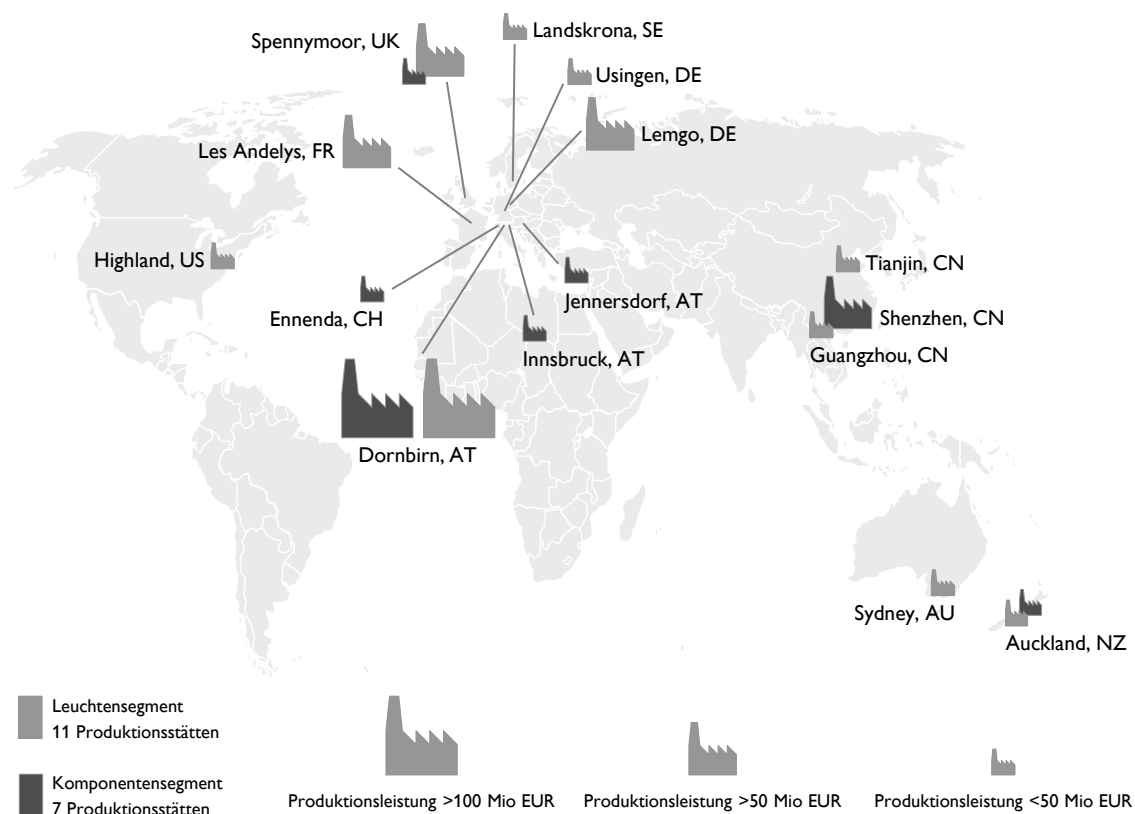 Landskrona, SE
Spennymoor, UK
Usingen, DE
Lemgo, DE
Les Andelys, FR
Highland, US
Tianjin, CN
Jennersdorf, AT
Ennenda, CH
Shenzhen, CN
Innsbruck, AT
Guangzhou, CN
Dornbirn, AT
Sydney, AU
Auckland, NZ
Leuchtensegment
11 Produktionsstätten
Komponentensegment
7 Produktionsstätten
Produktionsleistung >100 Mio EUR
Produktionsleistung >50 Mio EUR
Produktionsleistung <50 Mio EUR